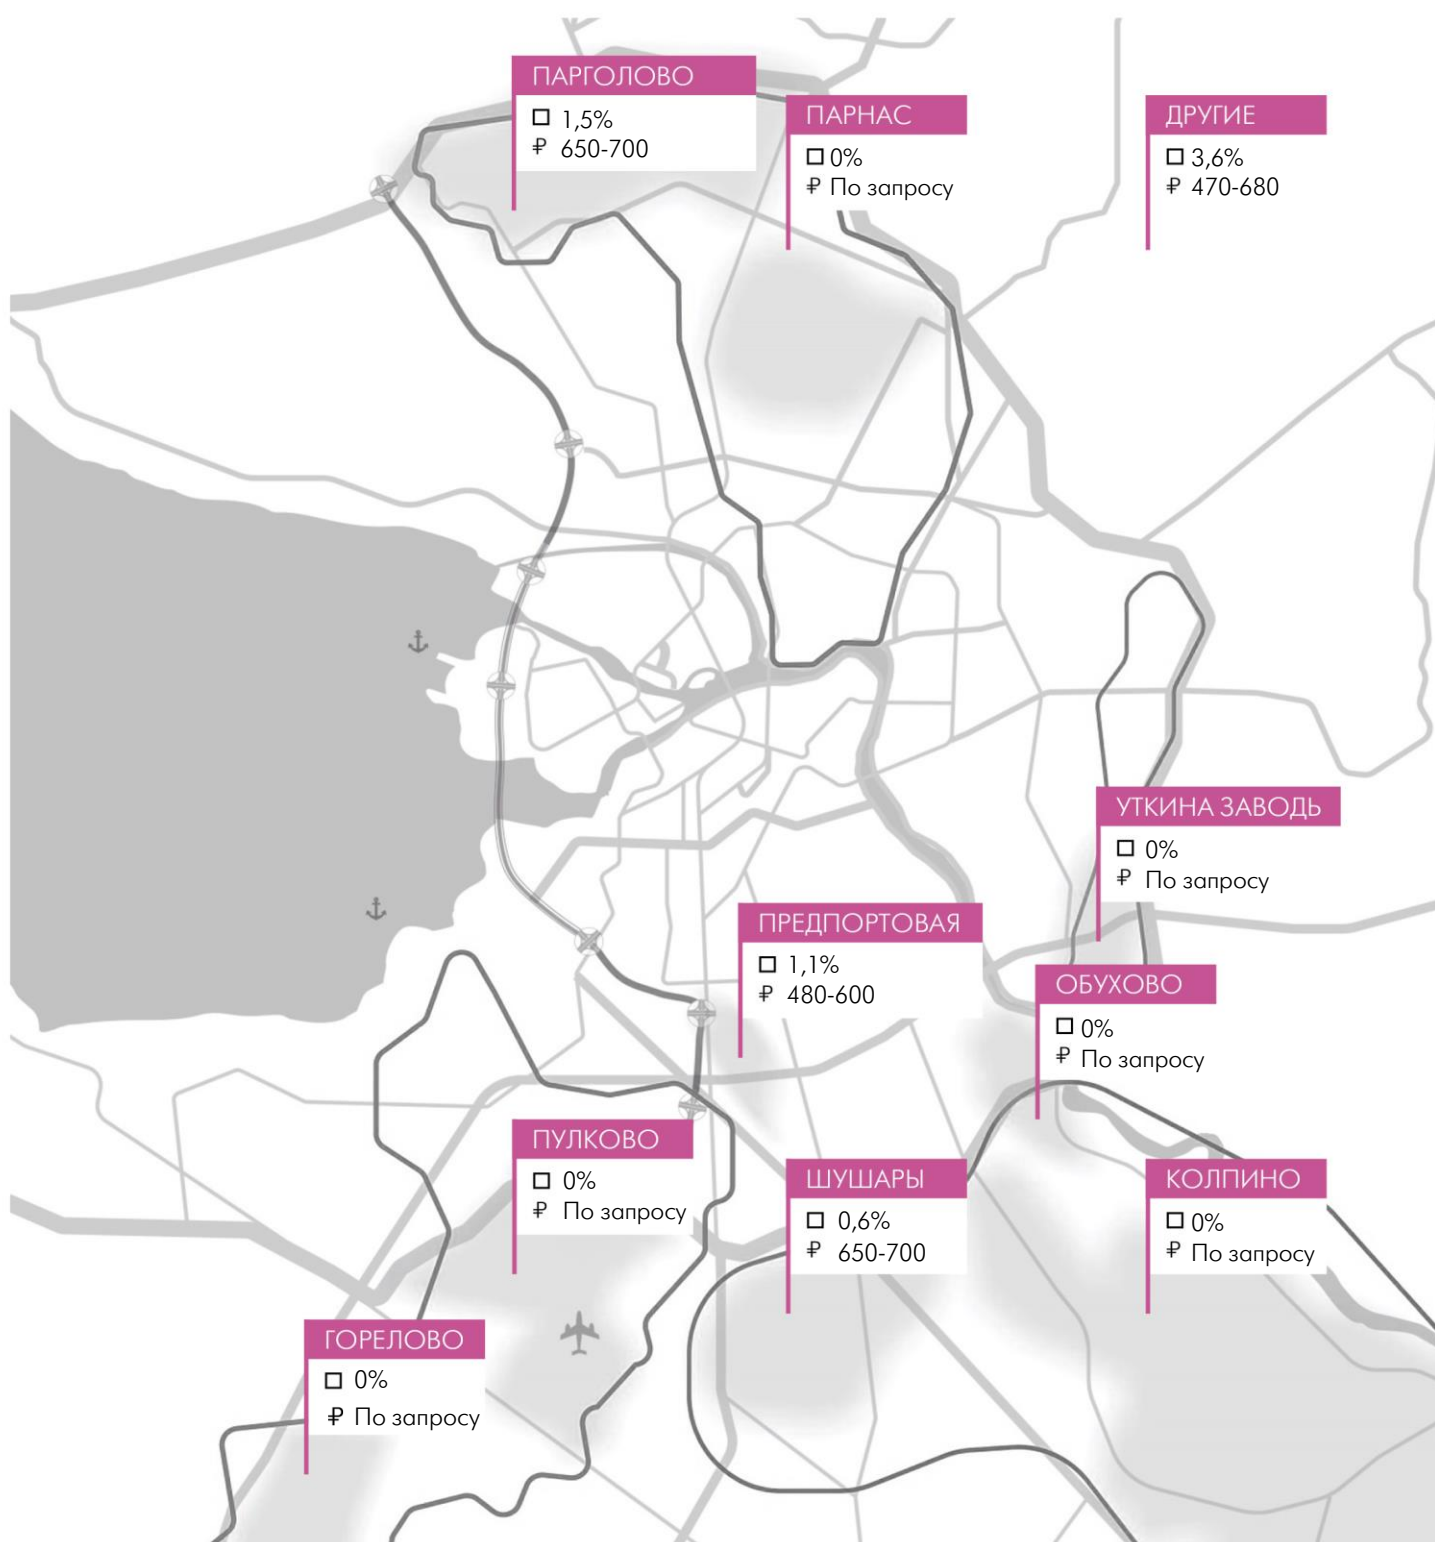 ПАРГОЛОВО
1,5%
₽ 650-700
ПАРНАС
0%
₽ По запросу
ДРУГИЕ
3,6%
₽ 470-680
УТКИНА ЗАВОДЬ
0%
₽ По запросу
ПРЕДПОРТОВАЯ
1,1%
₽ 480-600
ОБУХОВО
0%
₽ По запросу
ПУЛКОВО
0%
₽ По запросу
ШУШАРЫ
0,6%
₽ 650-700
КОЛПИНО
0%
₽ По запросу
ГОРЕЛОВО
0%
₽ По запросу